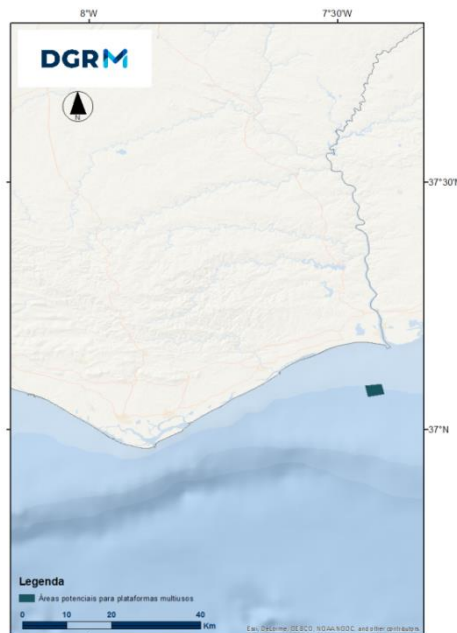 8°W
7°30'W
DGRM
N
37°30'N
37°N
Legenda
Áreas potenciais para plataformas multiusos
0 10 20 40
Km
Esri, DeLorme, GEBCO, NOAA NGDC, and other contributors